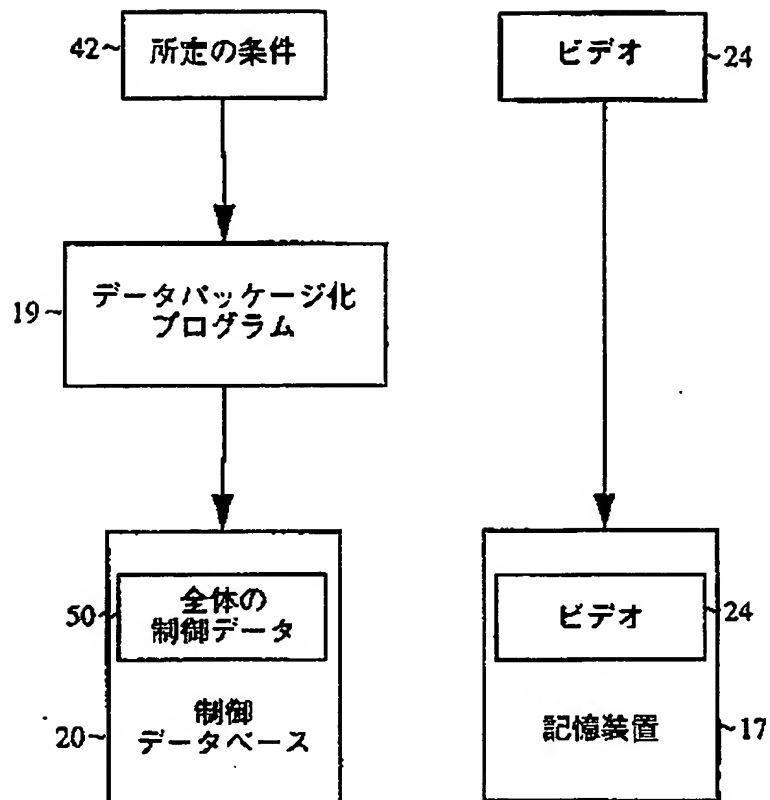 42 所定の条件
ビデオ 24
19 データパッケージ化
プログラム
50 全体の
制御データ
20 制御
データベース
ビデオ 24
記憶装置 17